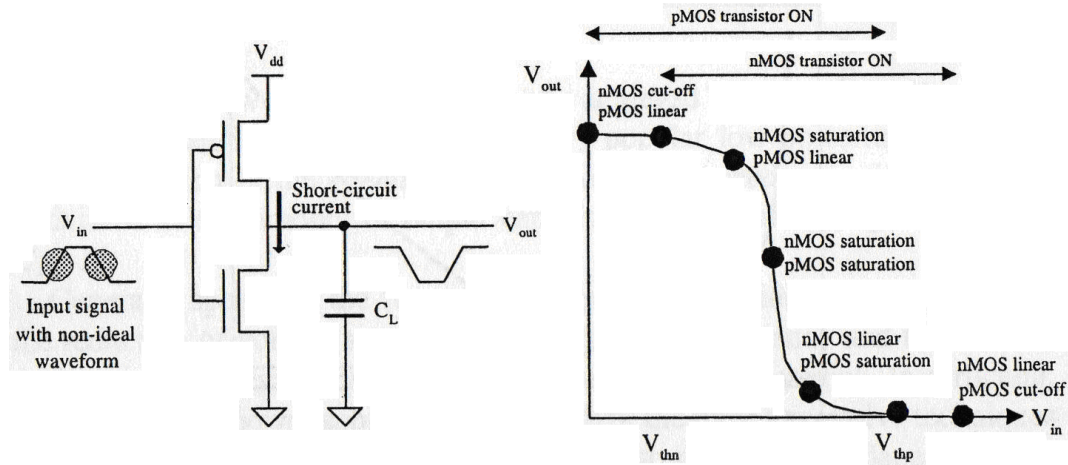 V_dd
Short-circuit
current
V_in
V_out
C_L
Input signal
with non-ideal
waveform
pMOS transistor ON
nMOS transistor ON
V_out
nMOS cut-off
pMOS linear
nMOS saturation
pMOS linear
nMOS saturation
pMOS saturation
nMOS linear
pMOS saturation
nMOS linear
pMOS cut-off
V_in
V_thn
V_thp